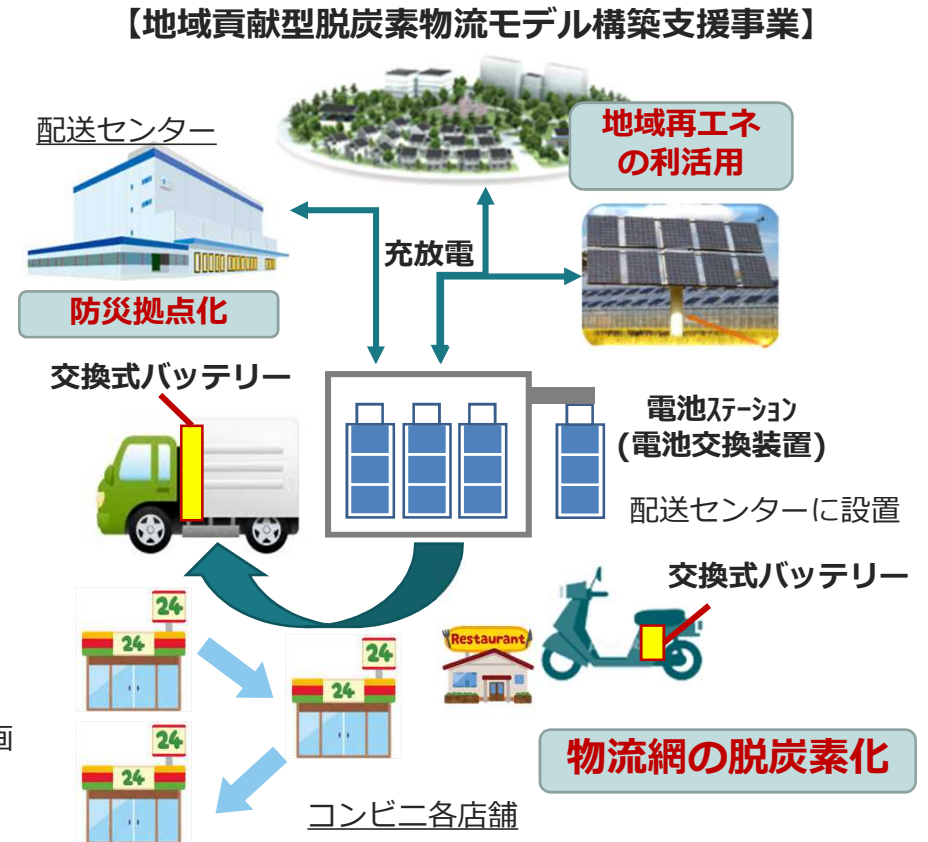 【地域貢献型脱炭素物流モデル構築支援事業】
配送センター
地域再エネ
の利活用
充放電
防災拠点化
交換式バッテリー
電池ｽﾃｰｼｮﾝ
(電池交換装置)
配送センターに設置
交換式バッテリー
24
24
Restaurant
24
24
画
24
24
物流網の脱炭素化
コンビニ各店舗